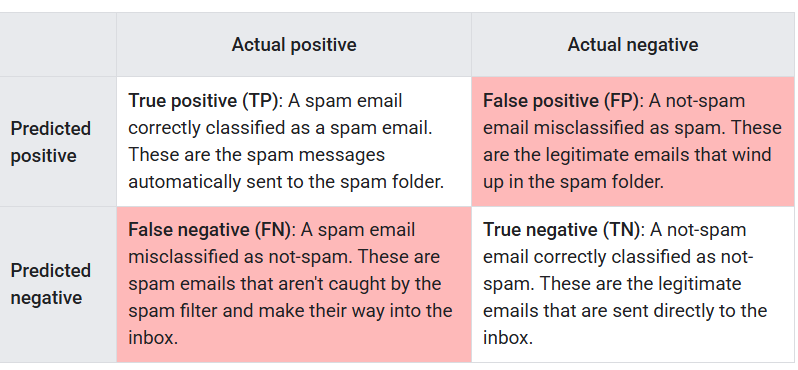 Actual positive
Actual negative
Predicted
positive
True positive (TP): A spam email
correctly classified as a spam email.
These are the spam messages
automatically sent to the spam folder.
False positive (FP): A not-spam
email misclassified as spam. These
are the legitimate emails that wind
up in the spam folder.
Predicted
negative
False negative (FN): A spam email
misclassified as not-spam. These are
spam emails that aren't caught by the
spam filter and make their way into the
inbox.
True negative (TN): A not-spam
email correctly classified as not-
spam. These are the legitimate
emails that are sent directly to the
inbox.